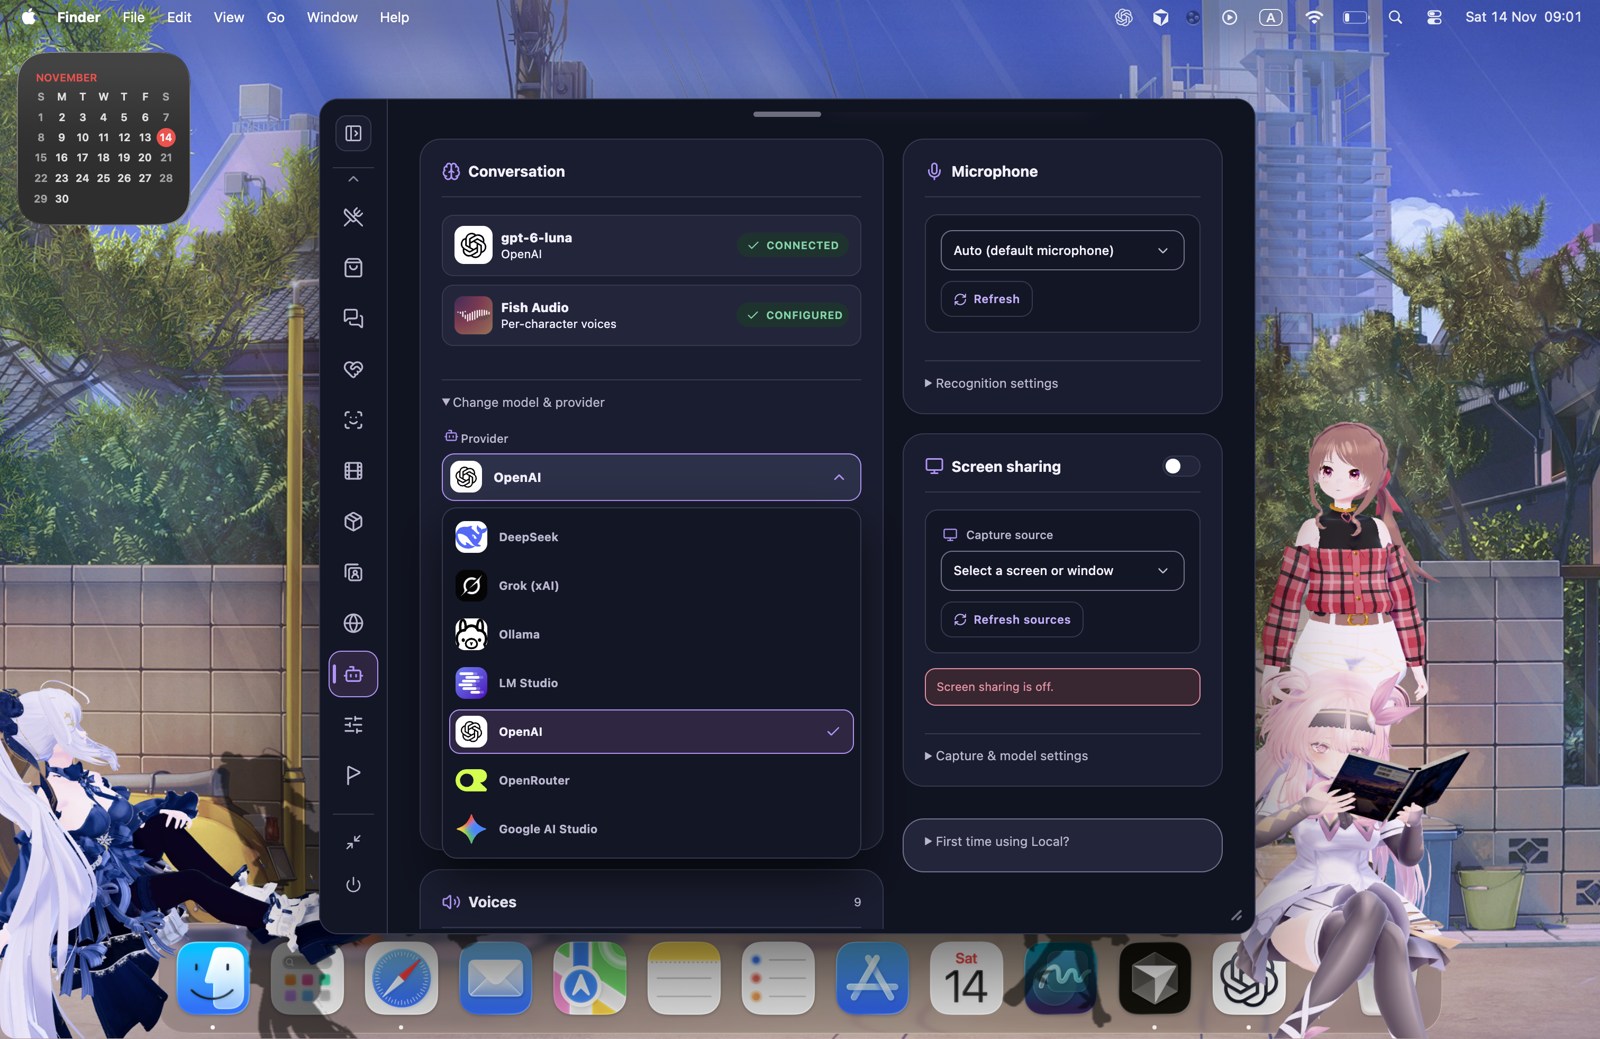 Finder File Edit View Go Window Help
A
Sat 14 Nov 09:01
NOVEMBER
S M T W T F S
1 2 3 4 5 6 7
8 9 10 11 12 13 14
15 16 17 18 19 20 21
22 23 24 25 26 27 28
29 30
Conversation
gpt-6-luna
OpenAI
CONNECTED
Fish Audio
Per-character voices
CONFIGURED
Change model & provider
Provider
OpenAI
DeepSeek
Grok (xAI)
Ollama
LM Studio
OpenAI
OpenRouter
Google AI Studio
Voices
9
Microphone
Auto (default microphone)
Refresh
Recognition settings
Screen sharing
Capture source
Select a screen or window
Refresh sources
Screen sharing is off.
Capture & model settings
First time using Local?
Sat
14